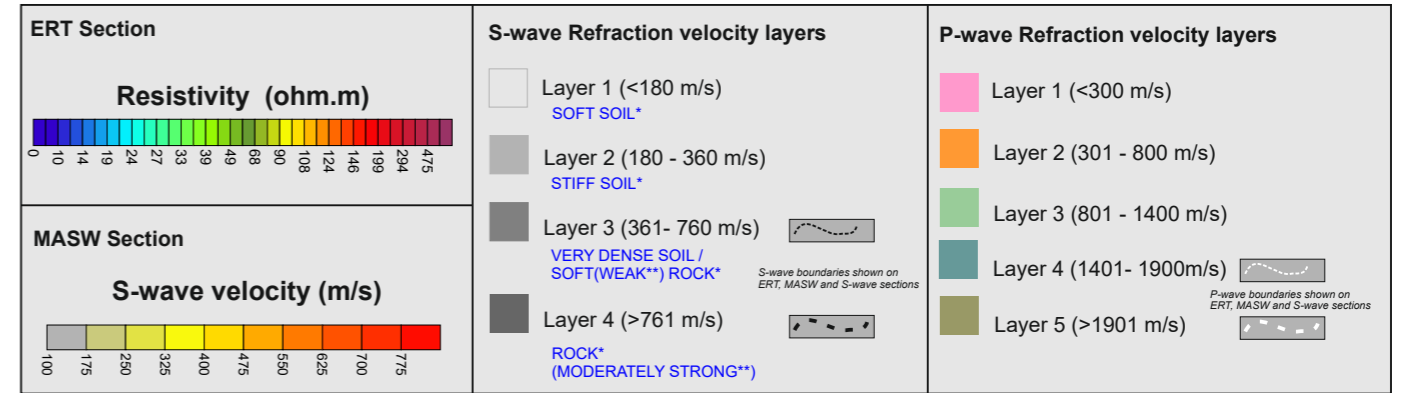 ERT Section
Resistivity (ohm.m)
0 10 14 19 24 27 33 39 49 68 90 108 124 146 199 294 475
MASW Section
S-wave velocity (m/s)
100 175 250 325 400 475 550 625 700 775
S-wave Refraction velocity layers
Layer 1 (<180 m/s)
SOFT SOIL*
Layer 2 (180 - 360 m/s)
STIFF SOIL*
Layer 3 (361- 760 m/s)
VERY DENSE SOIL /
SOFT(WEAK**) ROCK*
S-wave boundaries shown on
ERT, MASW and S-wave sections
Layer 4 (>761 m/s)
ROCK*
(MODERATELY STRONG**)
P-wave Refraction velocity layers
Layer 1 (<300 m/s)
Layer 2 (301 - 800 m/s)
Layer 3 (801 - 1400 m/s)
Layer 4 (1401- 1900m/s)
P-wave boundaries shown on
ERT, MASW and S-wave sections
Layer 5 (>1901 m/s)